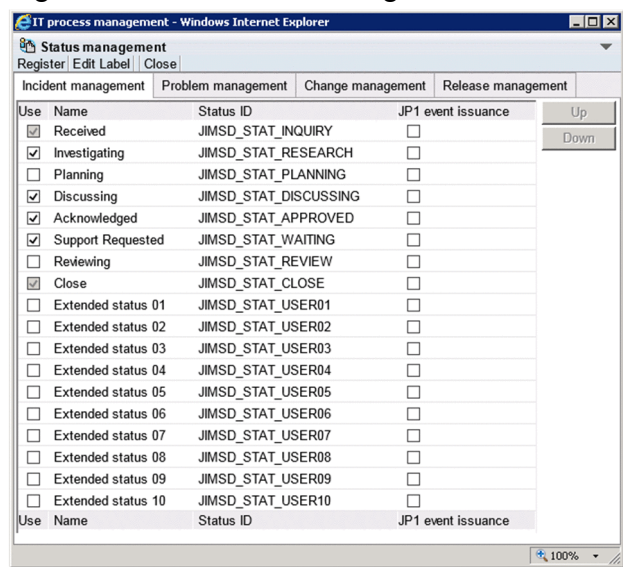 IT process management - Windows Internet Explorer
Status management
Register Edit Label Close
Incident management Problem management Change management Release management
Use Name Status ID JP1 event issuance Up
Received JIMSD_STAT_INQUIRY
Down
Investigating JIMSD_STAT_RESEARCH
Planning JIMSD_STAT_PLANNING
Discussing JIMSD_STAT_DISCUSSING
Acknowledged JIMSD_STAT_APPROVED
Support Requested JIMSD_STAT_WAITING
Reviewing JIMSD_STAT_REVIEW
Close JIMSD_STAT_CLOSE
Extended status 01 JIMSD_STAT_USER01
Extended status 02 JIMSD_STAT_USER02
Extended status 03 JIMSD_STAT_USER03
Extended status 04 JIMSD_STAT_USER04
Extended status 05 JIMSD_STAT_USER05
Extended status 06 JIMSD_STAT_USER06
Extended status 07 JIMSD_STAT_USER07
Extended status 08 JIMSD_STAT_USER08
Extended status 09 JIMSD_STAT_USER09
Extended status 10 JIMSD_STAT_USER10
Use Name Status ID JP1 event issuance
100%